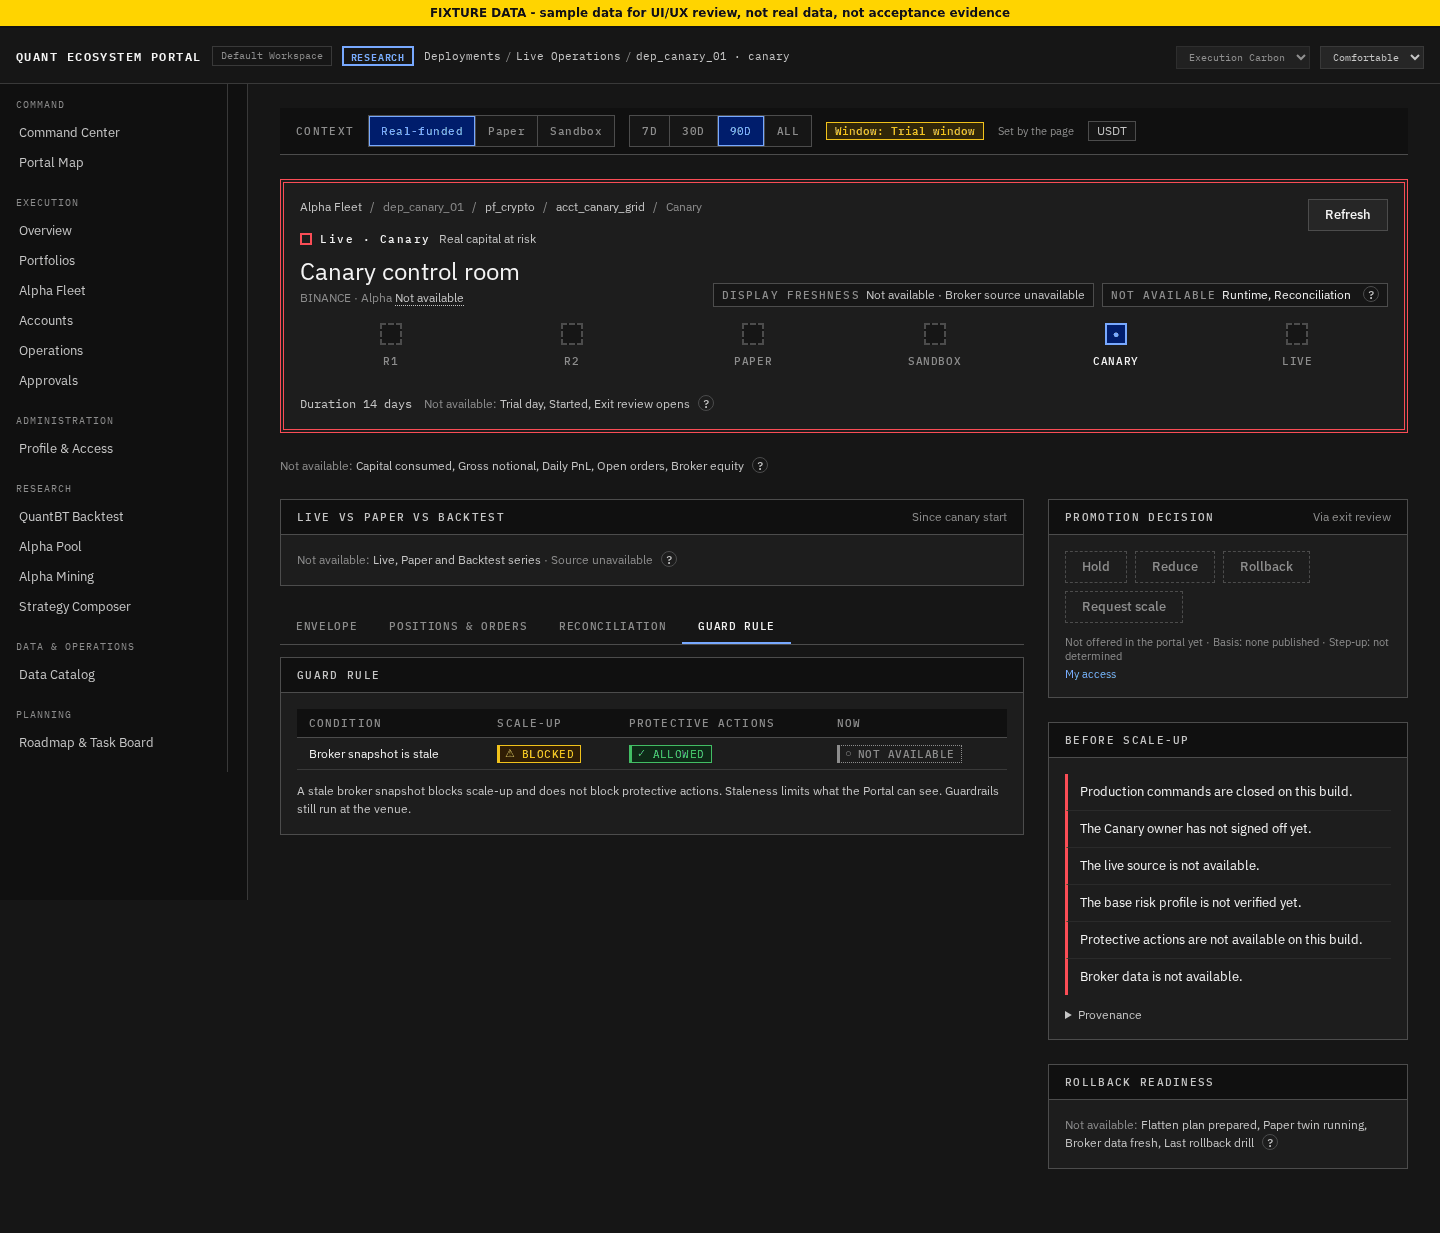 FIXTURE DATA - sample data for UI/UX review, not real data, not acceptance evidence
QUANT ECOSYSTEM PORTAL
Default Workspace
RESEARCH
Deployments / Live Operations / dep_canary_01 · canary
Execution Carbon
Comfortable
COMMAND
Command Center
Portal Map
EXECUTION
Overview
Portfolios
Alpha Fleet
Accounts
Operations
Approvals
ADMINISTRATION
Profile & Access
RESEARCH
QuantBT Backtest
Alpha Pool
Alpha Mining
Strategy Composer
DATA & OPERATIONS
Data Catalog
PLANNING
Roadmap & Task Board
CONTEXT
Real-funded Paper Sandbox
7D 30D 90D ALL
Window: Trial window
Set by the page
USDT
Alpha Fleet / dep_canary_01 / pf_crypto / acct_canary_grid / Canary
Refresh
Live · Canary Real capital at risk
Canary control room
BINANCE · Alpha Not available
DISPLAY FRESHNESS Not available · Broker source unavailable
NOT AVAILABLE Runtime, Reconciliation ?
R1 R2 PAPER SANDBOX CANARY LIVE
Duration 14 days Not available: Trial day, Started, Exit review opens ?
Not available: Capital consumed, Gross notional, Daily PnL, Open orders, Broker equity ?
LIVE VS PAPER VS BACKTEST
Since canary start
Not available: Live, Paper and Backtest series · Source unavailable ?
ENVELOPE POSITIONS & ORDERS RECONCILIATION GUARD RULE
GUARD RULE
CONDITION SCALE-UP PROTECTIVE ACTIONS NOW
Broker snapshot is stale ⚠ BLOCKED ✓ ALLOWED ○ NOT AVAILABLE
A stale broker snapshot blocks scale-up and does not block protective actions. Staleness limits what the Portal can see. Guardrails
still run at the venue.
PROMOTION DECISION
Via exit review
Hold Reduce Rollback
Request scale
Not offered in the portal yet · Basis: none published · Step-up: not
determined
My access
BEFORE SCALE-UP
Production commands are closed on this build.
The Canary owner has not signed off yet.
The live source is not available.
The base risk profile is not verified yet.
Protective actions are not available on this build.
Broker data is not available.
Provenance
ROLLBACK READINESS
Not available: Flatten plan prepared, Paper twin running,
Broker data fresh, Last rollback drill ?